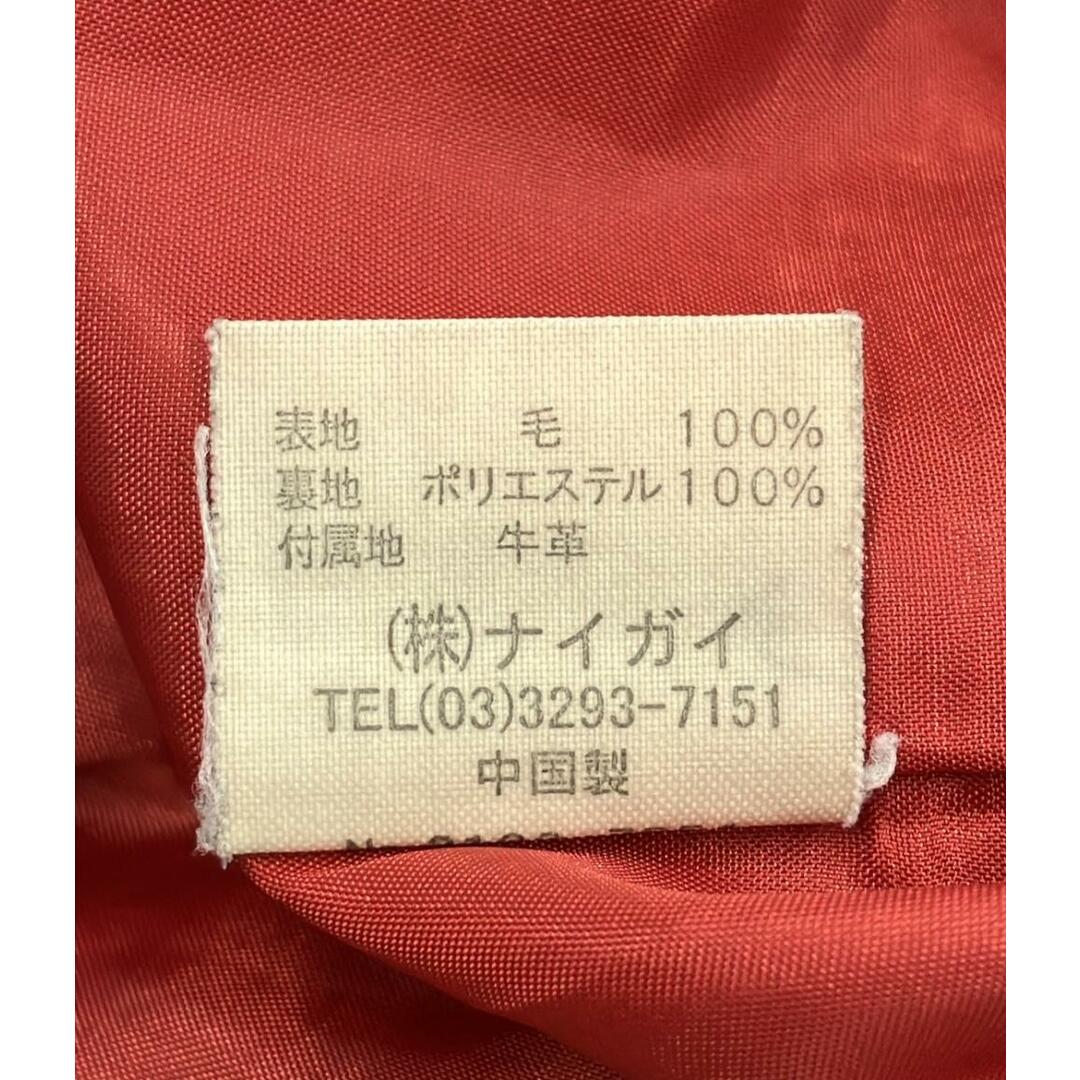 表地 毛 100%
裏地 ポリエステル 100%
付属地 牛革
(株)ナイガイ
TEL(03)3293-7151
中国製